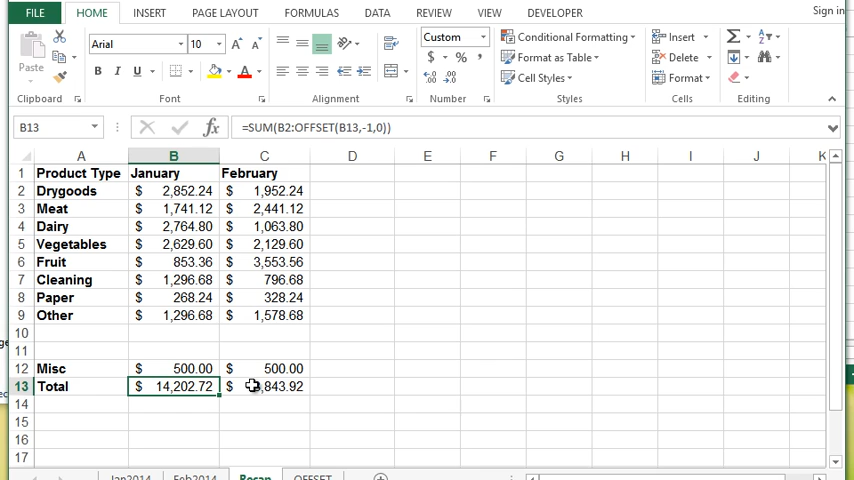 FILE HOME INSERT PAGE LAYOUT FORMULAS DATA REVIEW VIEW DEVELOPER Sign in
Arial 10 A A Custom Conditional Formatting Insert Σ
Paste B I U A $ % , Format as Table Delete
.00 .00 Cell Styles Format
Clipboard Font Alignment Number Styles Cells Editing
B13 fx =SUM(B2:OFFSET(B13,-1,0))
A B C D E F G H I J K
1 Product Type January February
2 Drygoods $ 2,852.24 $ 1,952.24
3 Meat $ 1,741.12 $ 2,441.12
4 Dairy $ 2,764.80 $ 1,063.80
5 Vegetables $ 2,629.60 $ 2,129.60
6 Fruit $ 853.36 $ 3,553.56
7 Cleaning $ 1,296.68 $ 796.68
8 Paper $ 268.24 $ 328.24
9 Other $ 1,296.68 $ 1,578.68
10
11
12 Misc $ 500.00 $ 500.00
13 Total $ 14,202.72 $ ,843.92
14
15
16
17
Jan2014 Feb2014 Recap OFFSET